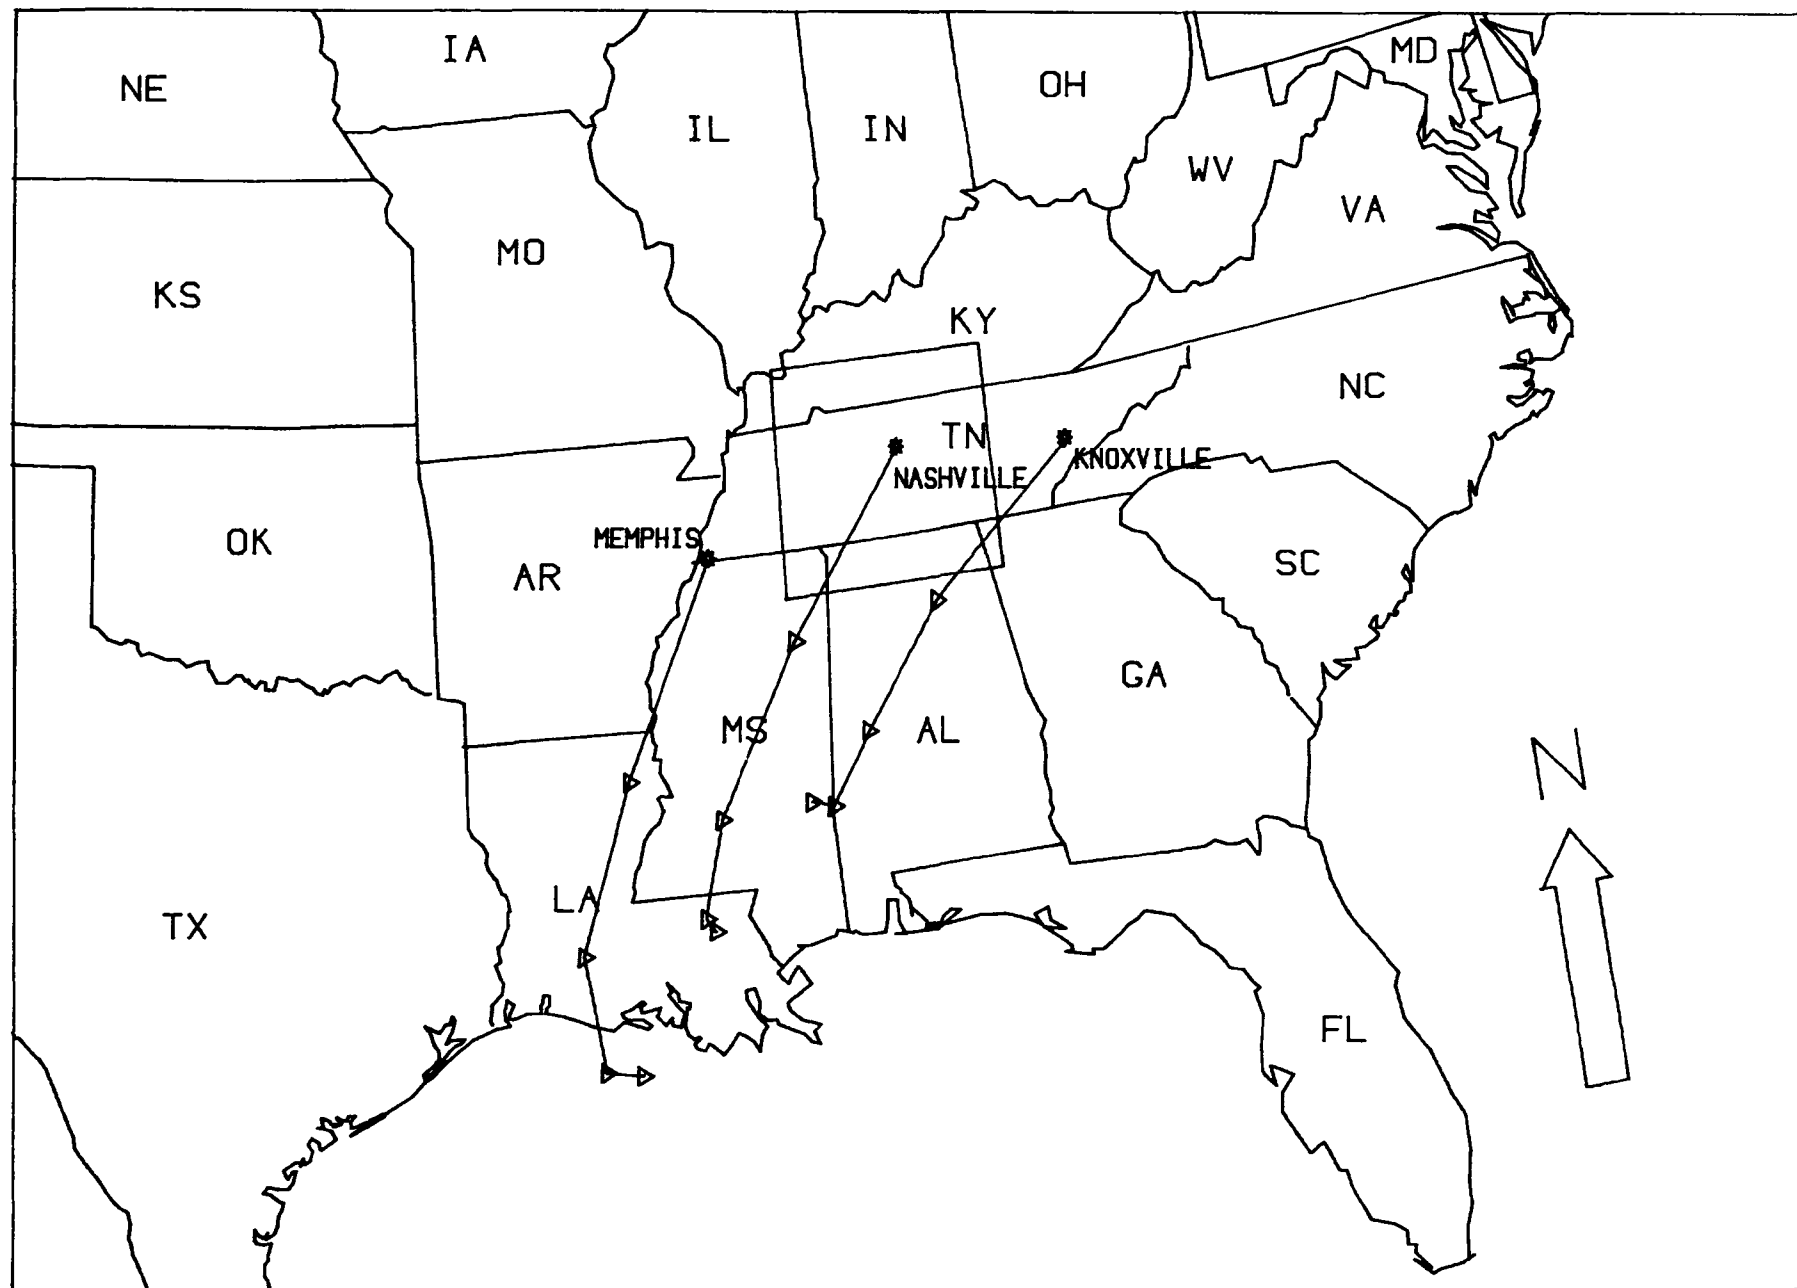 IA
MD
NE
OH
IL
IN
WV
VA
MO
KS
KY
NC
TN
KNOXVILLE
NASHVILLE
MEMPHIS
OK
SC
AR
GA
MS
AL
N
LA
TX
FL